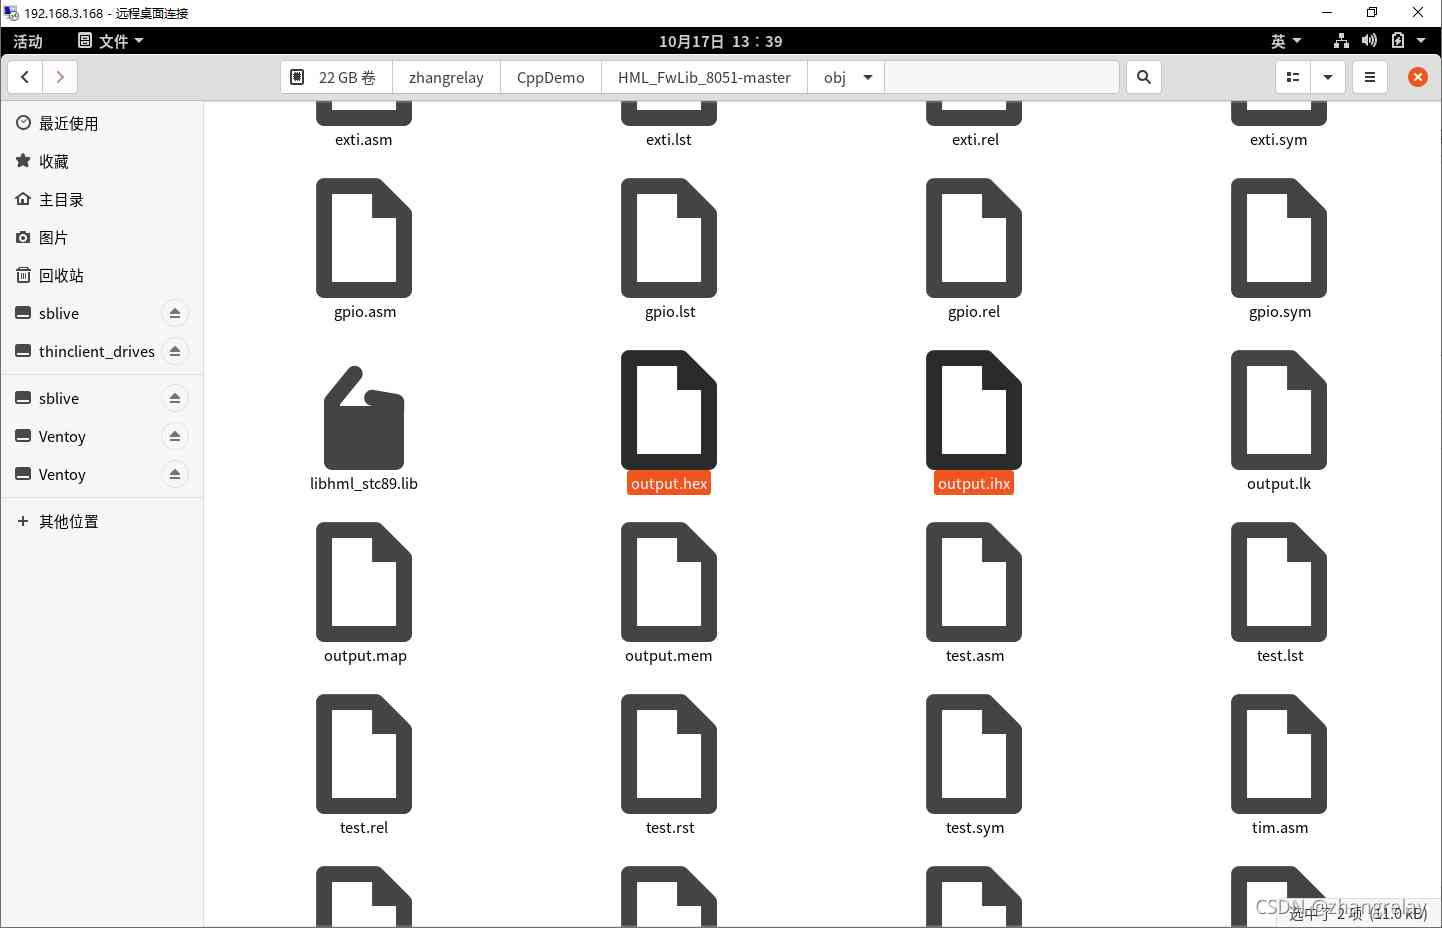 192.168.3.168 - 远程桌面连接
活动 文件 10月17日 13：39 英
22 GB 卷 zhangrelay CppDemo HML_FwLib_8051-master obj
最近使用
收藏
主目录
图片
回收站
sblive
thinclient_drives
sblive
Ventoy
Ventoy
其他位置
exti.asm exti.lst exti.rel exti.sym
gpio.asm gpio.lst gpio.rel gpio.sym
libhml_stc89.lib output.hex output.ihx output.lk
output.map output.mem test.asm test.lst
test.rel test.rst test.sym tim.asm
CSDN @zhangrelay
选中了 2 项 (11.0 kB)